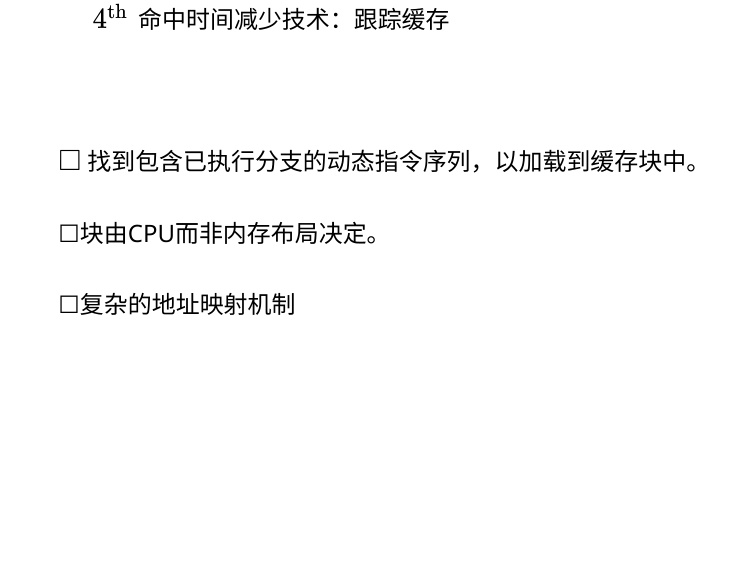 4th 命中时间减少技术：跟踪缓存
□ 找到包含已执行分支的动态指令序列，以加载到缓存块中。
□块由CPU而非内存布局决定。
□复杂的地址映射机制